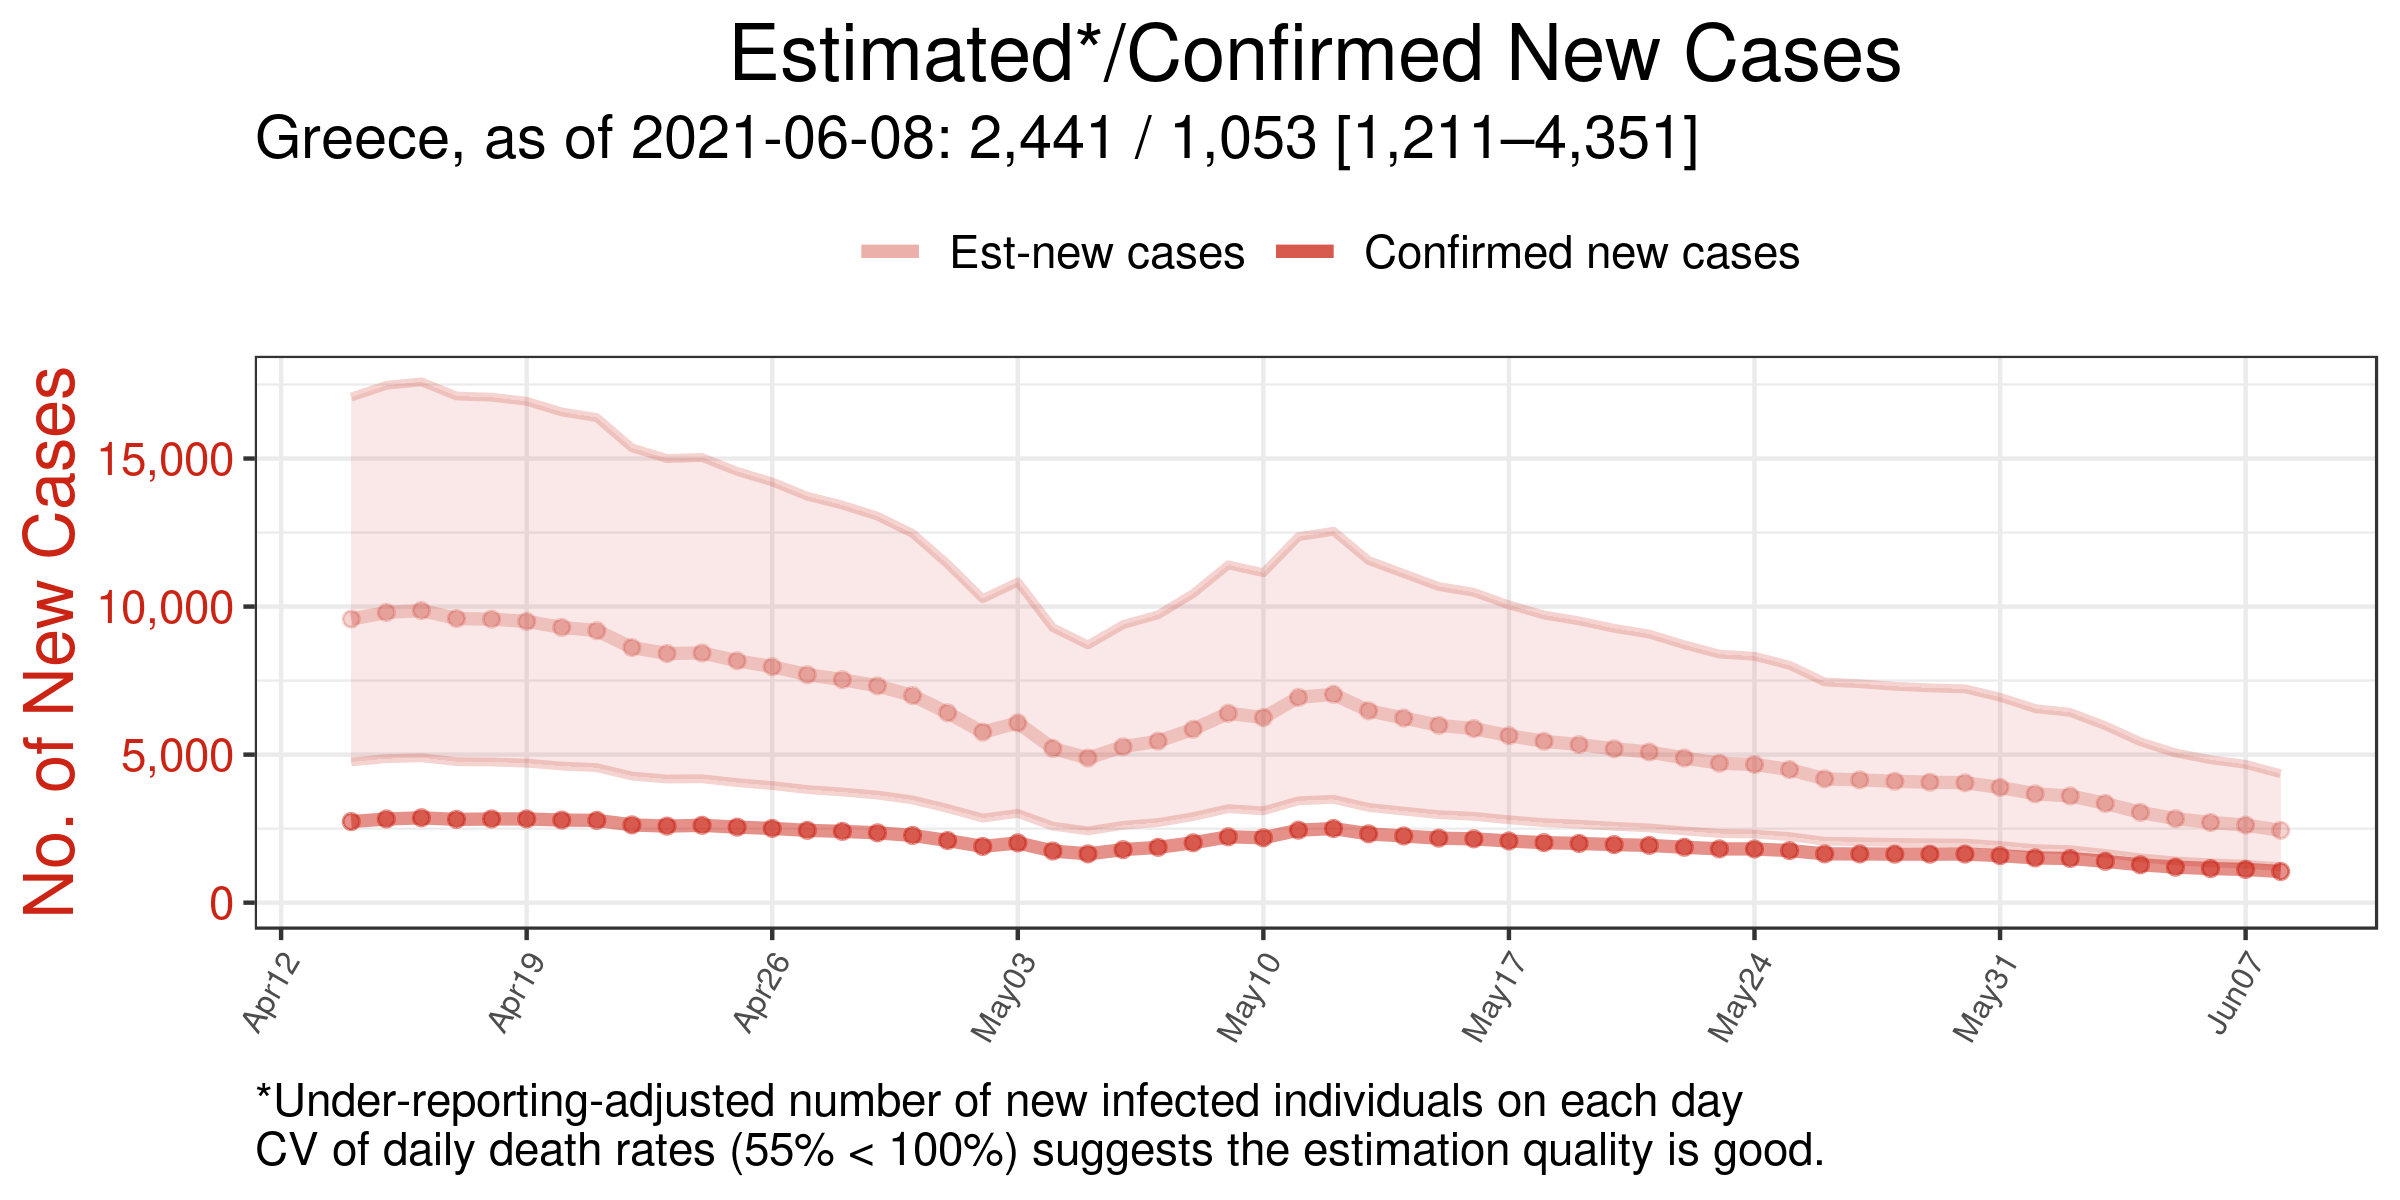 Estimated*/Confirmed New Cases
Greece, as of 2021-06-08: 2,441 / 1,053 [1,211–4,351]
Est-new cases Confirmed new cases
No. of New Cases
15,000
10,000
5,000
0
Apr12 Apr19 Apr26 May03 May10 May17 May24 May31 Jun07
*Under-reporting-adjusted number of new infected individuals on each day
CV of daily death rates (55% < 100%) suggests the estimation quality is good.